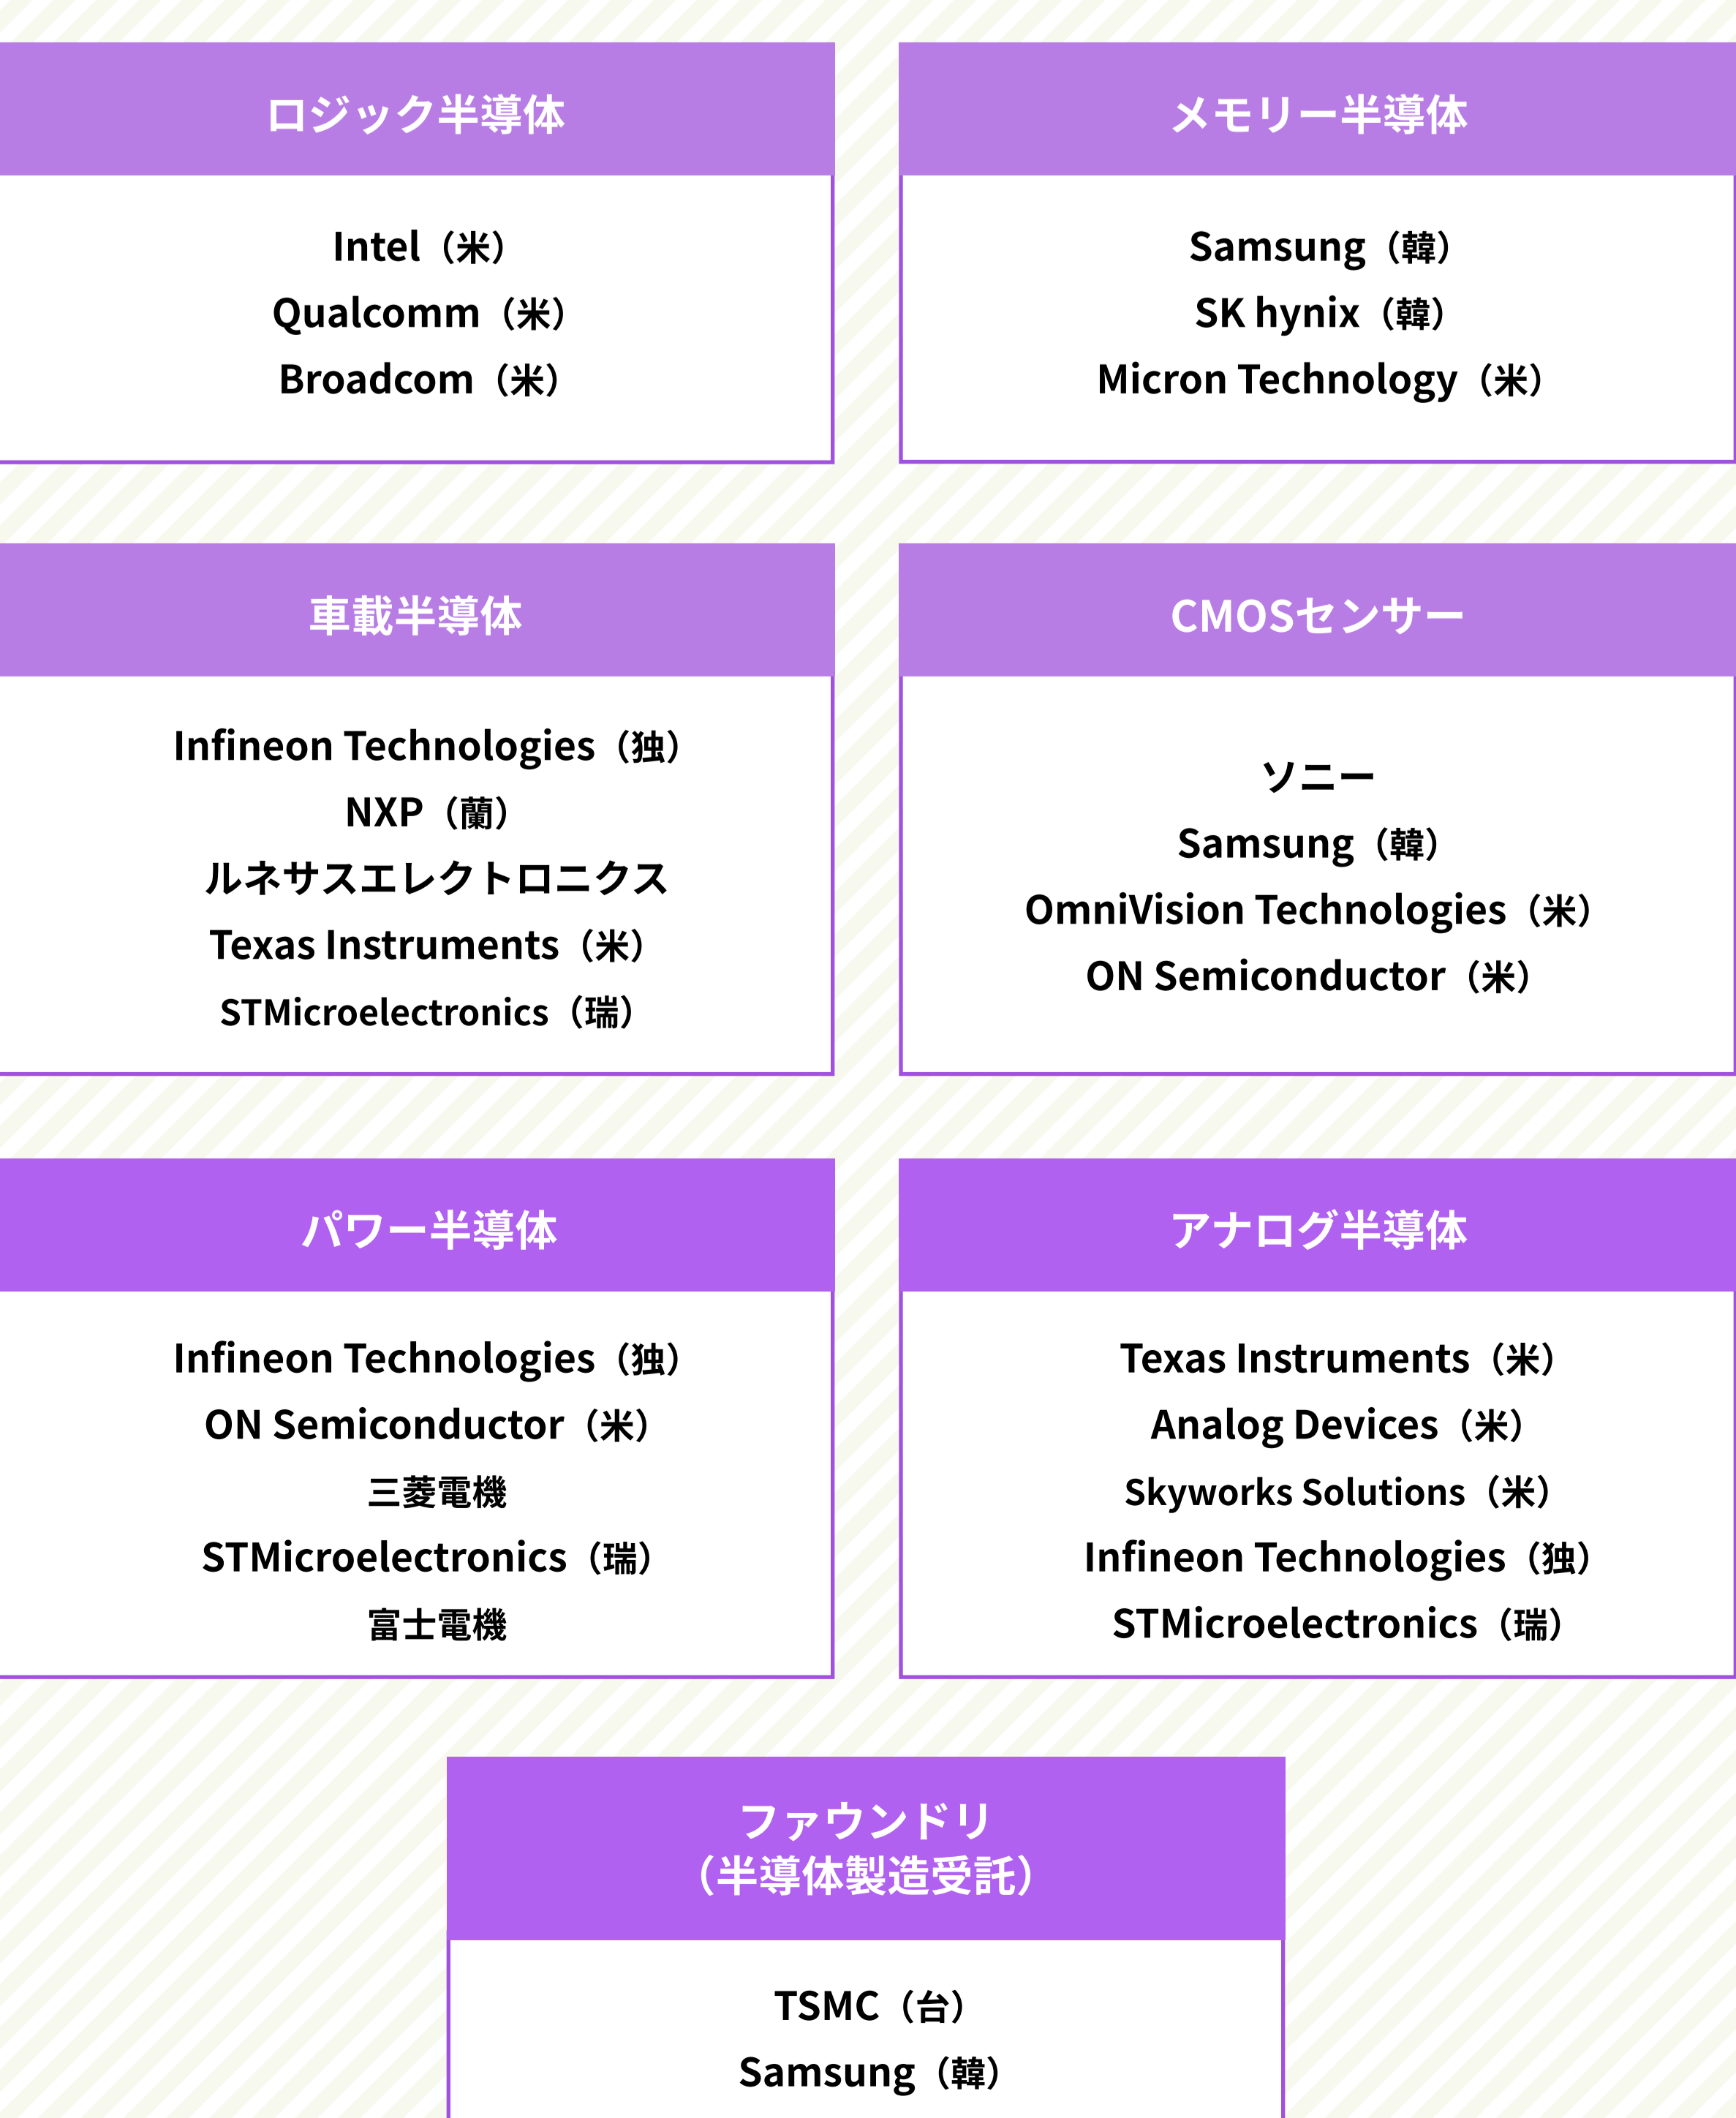 ロジック半導体
Intel（米）
Qualcomm（米）
Broadcom（米）
メモリー半導体
Samsung（韓）
SK hynix（韓）
Micron Technology（米）
車載半導体
Infineon Technologies（独）
NXP（蘭）
ルネサスエレクトロニクス
Texas Instruments（米）
STMicroelectronics（瑞）
CMOSセンサー
ソニー
Samsung（韓）
OmniVision Technologies（米）
ON Semiconductor（米）
パワー半導体
Infineon Technologies（独）
ON Semiconductor（米）
三菱電機
STMicroelectronics（瑞）
富士電機
アナログ半導体
Texas Instruments（米）
Analog Devices（米）
Skyworks Solutions（米）
Infineon Technologies（独）
STMicroelectronics（瑞）
ファウンドリ
（半導体製造受託）
TSMC（台）
Samsung（韓）